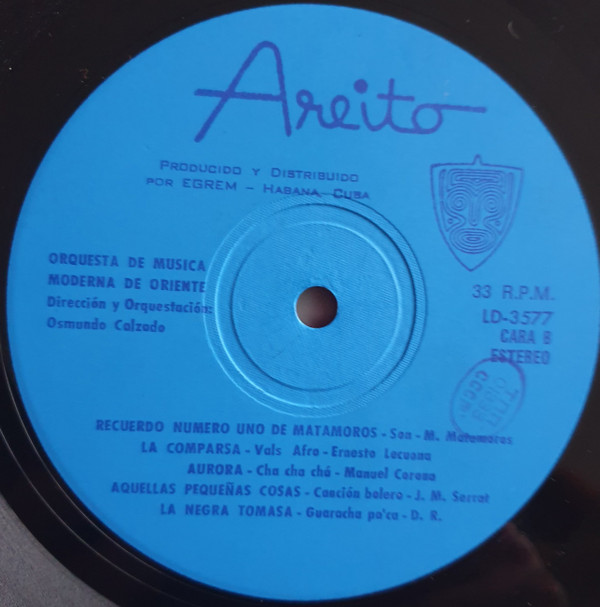 Areito
PRODUCIDO Y DISTRIBUIDO
POR EGREM - HABANA, CUBA
ORQUESTA DE MUSICA
MODERNA DE ORIENTE
Dirección y Orquestación:
Osmundo Calzado
33 R.P.M.
LD-3577
CARA B
ESTEREO
RECUERDO NUMERO UNO DE MATAMOROS - Son - M. Matamoros
LA COMPARSA - Vals Afro - Ernesto Lecuona
AURORA - Cha cha chá - Manuel Corona
AQUELLAS PEQUEÑAS COSAS - Canción bolero - J. M. Serrat
LA NEGRA TOMASA - Guaracha pa'ca - D. R.